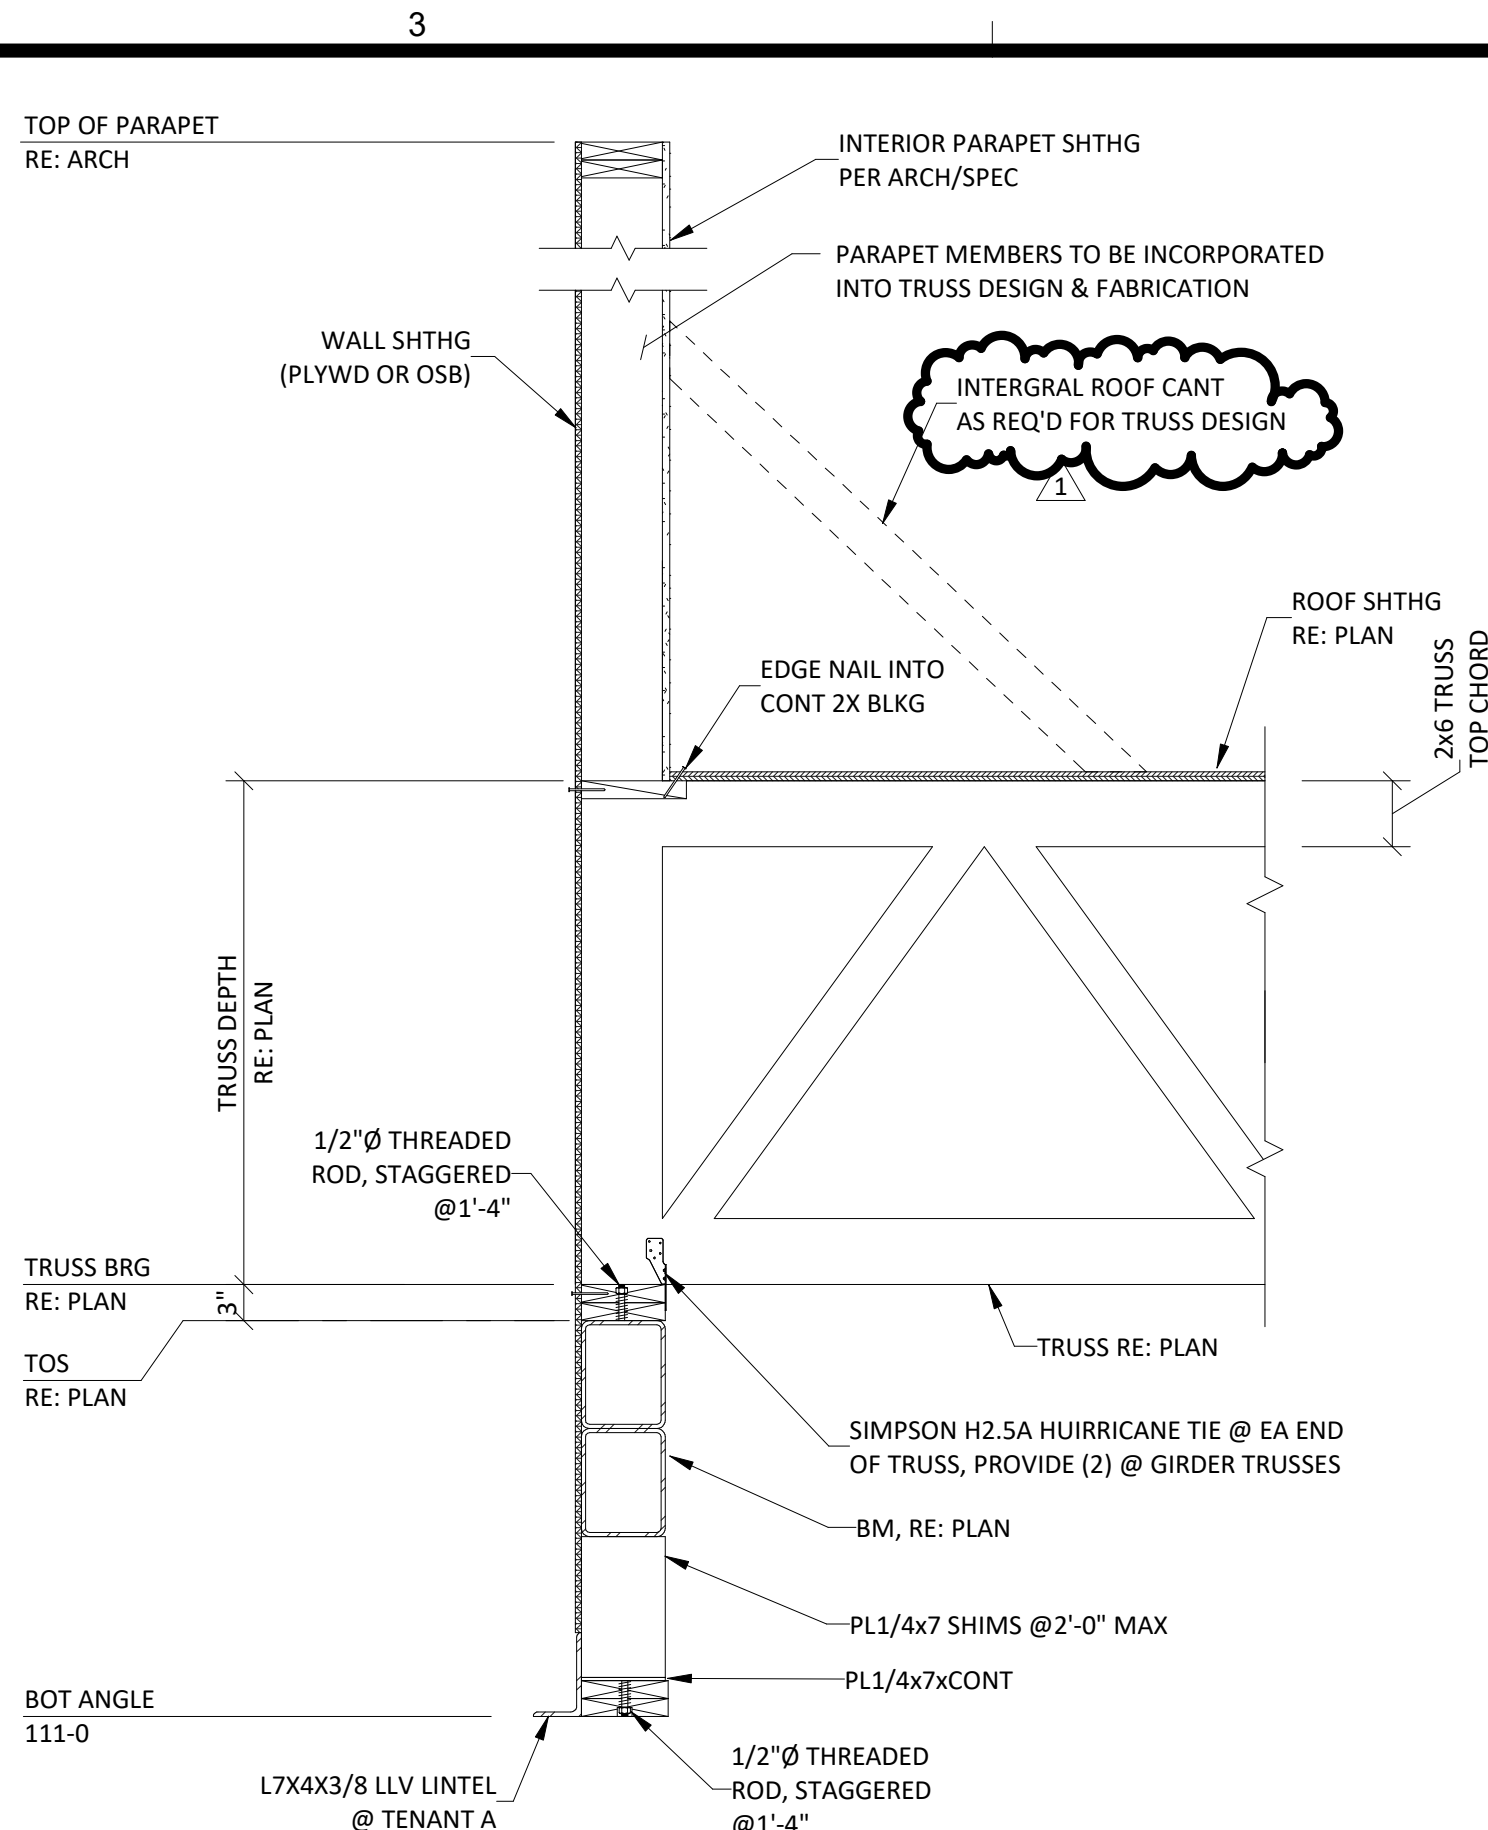 3
TOP OF PARAPET
RE: ARCH
INTERIOR PARAPET SHTHG
PER ARCH/SPEC
PARAPET MEMBERS TO BE INCORPORATED
INTO TRUSS DESIGN & FABRICATION
WALL SHTHG
(PLYWD OR OSB)
INTERGRAL ROOF CANT
AS REQ'D FOR TRUSS DESIGN
1
ROOF SHTHG
RE: PLAN
2x6 TRUSS
TOP CHORD
EDGE NAIL INTO
CONT 2X BLKG
TRUSS DEPTH
RE: PLAN
1/2"Ø THREADED
ROD, STAGGERED
@1'-4"
TRUSS BRG
RE: PLAN
3"
TOS
RE: PLAN
TRUSS RE: PLAN
SIMPSON H2.5A HUIRRICANE TIE @ EA END
OF TRUSS, PROVIDE (2) @ GIRDER TRUSSES
BM, RE: PLAN
PL1/4x7 SHIMS @2'-0" MAX
PL1/4x7xCONT
BOT ANGLE
111-0
L7X4X3/8 LLV LINTEL
@ TENANT A
1/2"Ø THREADED
ROD, STAGGERED
@1'-4"